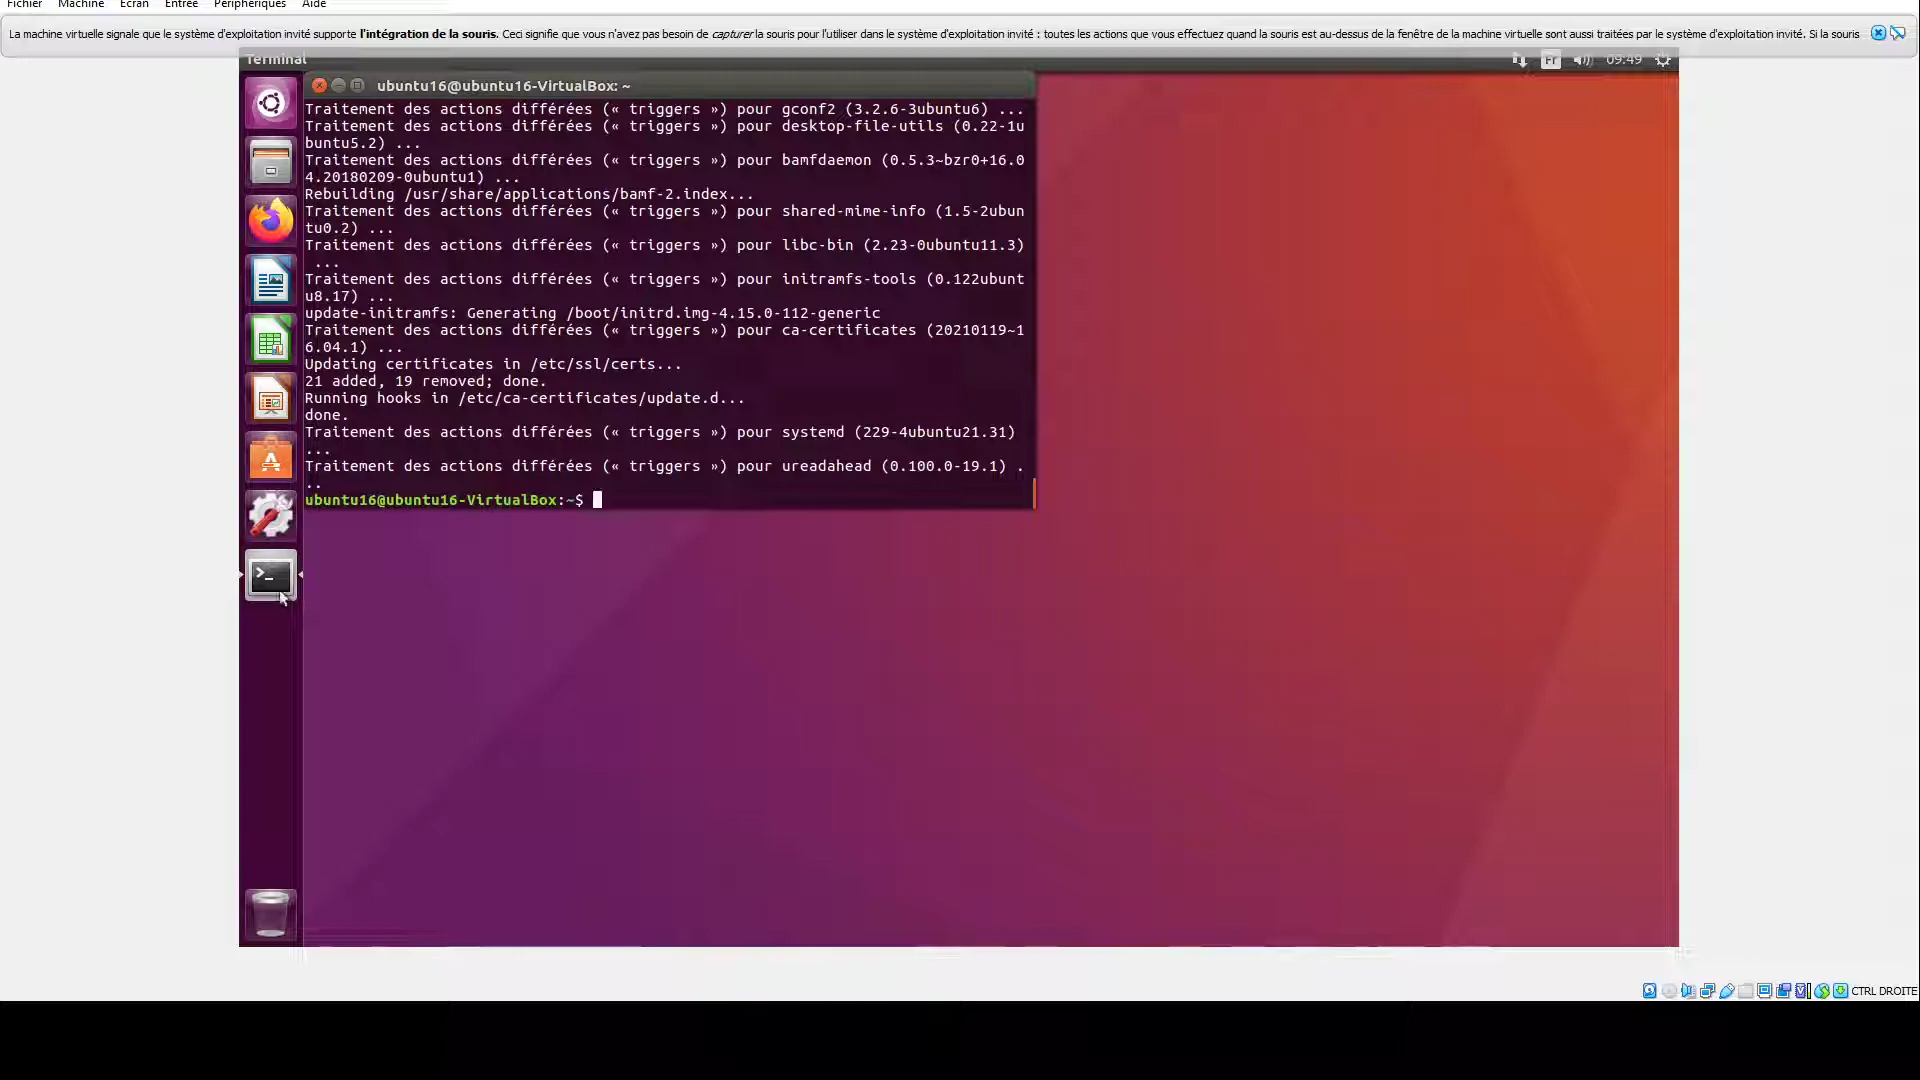 Fichier Machine Écran Entrée Périphériques Aide
La machine virtuelle signale que le système d'exploitation invité supporte l'intégration de la souris. Ceci signifie que vous n'avez pas besoin de capturer la souris pour l'utiliser dans le système d'exploitation invité : toutes les actions que vous effectuez quand la souris est au-dessus de la fenêtre de la machine virtuelle sont aussi traitées par le système d'exploitation invité. Si la souris
Terminal
Fr
09:49
ubuntu16@ubuntu16-VirtualBox: ~
Traitement des actions différées (« triggers ») pour gconf2 (3.2.6-3ubuntu6) ...
Traitement des actions différées (« triggers ») pour desktop-file-utils (0.22-1u
buntu5.2) ...
Traitement des actions différées (« triggers ») pour bamfdaemon (0.5.3~bzr0+16.0
4.20180209-0ubuntu1) ...
Rebuilding /usr/share/applications/bamf-2.index...
Traitement des actions différées (« triggers ») pour shared-mime-info (1.5-2ubun
tu0.2) ...
Traitement des actions différées (« triggers ») pour libc-bin (2.23-0ubuntu11.3)
...
Traitement des actions différées (« triggers ») pour initramfs-tools (0.122ubunt
u8.17) ...
update-initramfs: Generating /boot/initrd.img-4.15.0-112-generic
Traitement des actions différées (« triggers ») pour ca-certificates (20210119~1
6.04.1) ...
Updating certificates in /etc/ssl/certs...
21 added, 19 removed; done.
Running hooks in /etc/ca-certificates/update.d...
done.
Traitement des actions différées (« triggers ») pour systemd (229-4ubuntu21.31)
...
Traitement des actions différées (« triggers ») pour ureadahead (0.100.0-19.1) .
..
ubuntu16@ubuntu16-VirtualBox:~$
CTRL DROITE